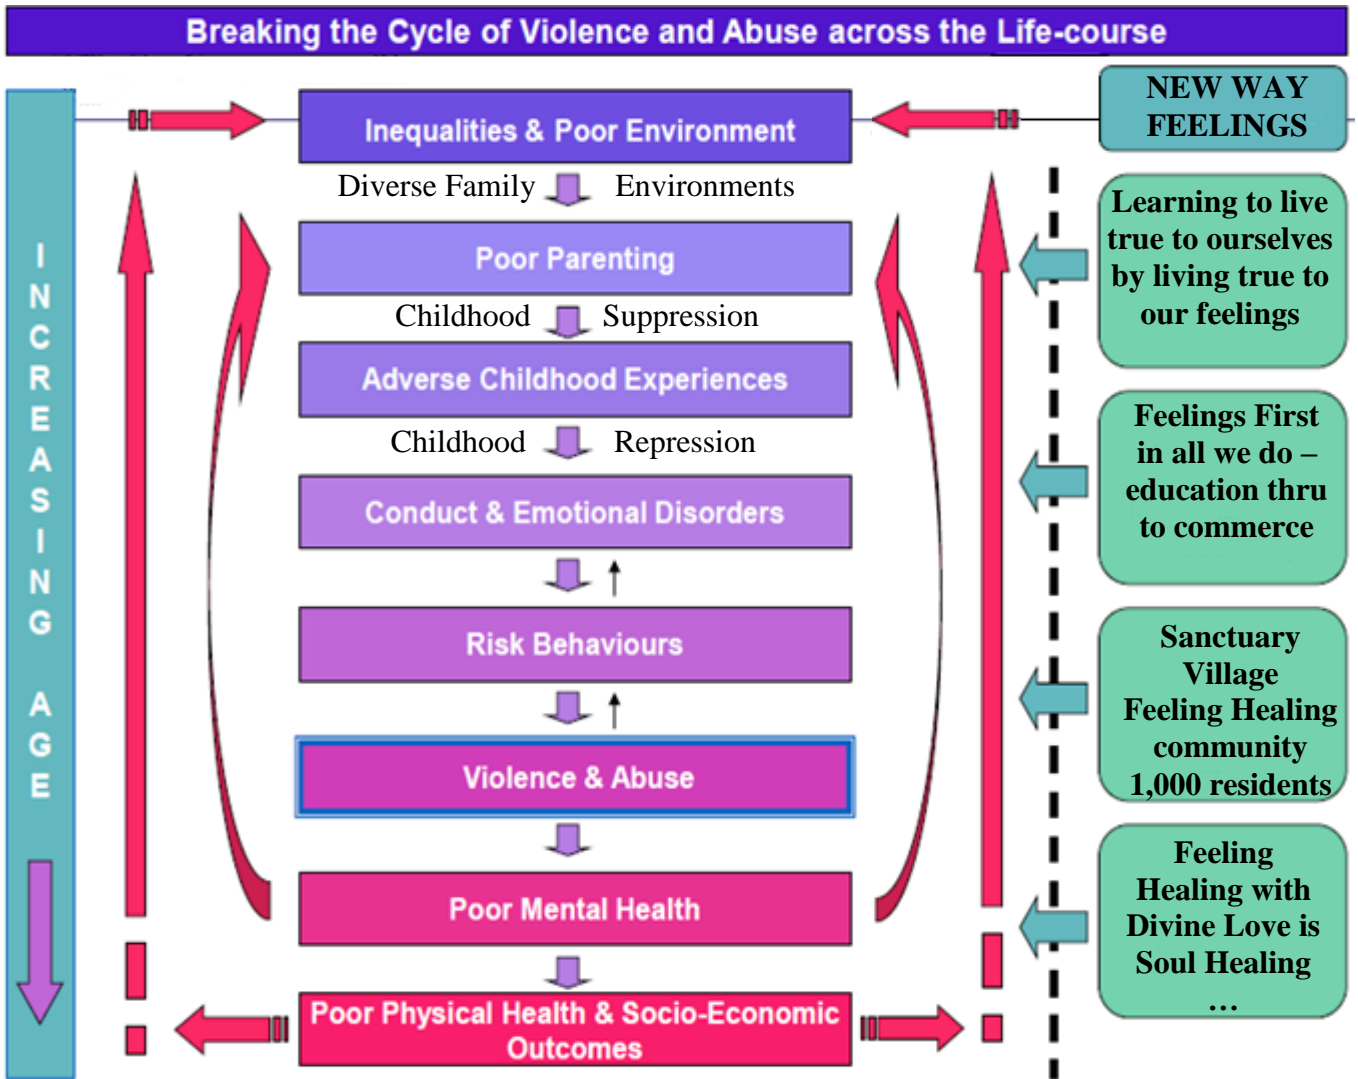 Breaking the Cycle of Violence and Abuse across the Life-course
INCREASING AGE
Inequalities & Poor Environment
Diverse Family Environments
Poor Parenting
Childhood Suppression
Adverse Childhood Experiences
Childhood Repression
Conduct & Emotional Disorders
Risk Behaviours
Violence & Abuse
Poor Mental Health
Poor Physical Health & Socio-Economic
Outcomes
NEW WAY
FEELINGS
Learning to live
true to ourselves
by living true to
our feelings
Feelings First
in all we do –
education thru
to commerce
Sanctuary
Village
Feeling Healing
community
1,000 residents
Feeling
Healing with
Divine Love is
Soul Healing
...